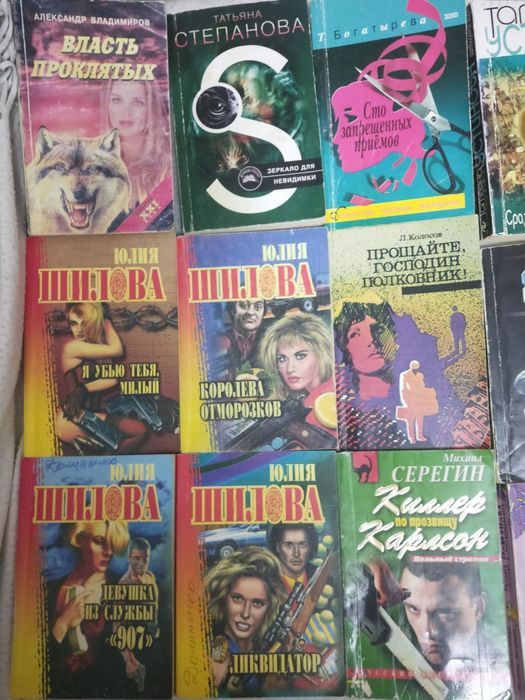 АЛЕКСАНДР ВЛАДИМИРОВ
ВЛАСТЬ
ПРОКЛЯТЫХ
XXI
ТАТЬЯНА
СТЕПАНОВА
S
ЗЕРКАЛО ДЛЯ
НЕВИДИМКИ
Т. Богатырева
Сто
запрещенных
приёмов
ЮЛИЯ
ШИЛОВА
Я УБЬЮ ТЕБЯ,
МИЛЫЙ
ЮЛИЯ
ШИЛОВА
КОРОЛЕВА
ОТМОРОЗКОВ
Л. Колосов
ПРОЩАЙТЕ,
ГОСПОДИН
ПОЛКОВНИК!
ЮЛИЯ
ШИЛОВА
ДЕВУШКА
ИЗ СЛУЖБЫ
«907»
ЮЛИЯ
ШИЛОВА
ЛИКВИДАТОР
Михаил
СЕРЕГИН
Киллер
по прозвищу
Карлсон
Вольный стрелок